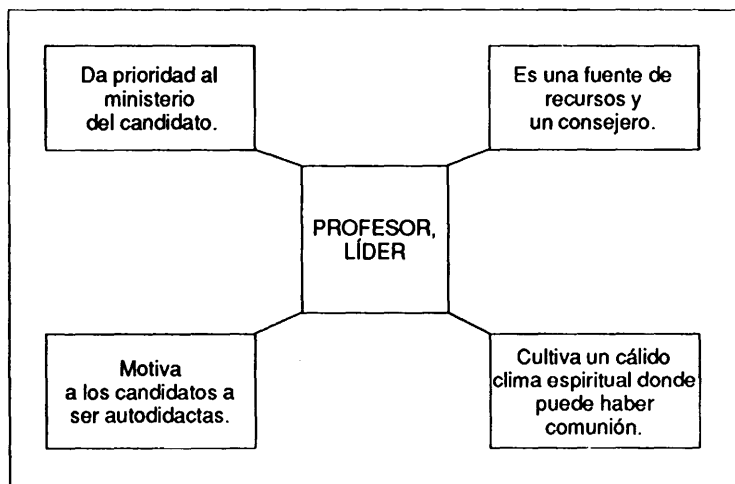 Da prioridad al
ministerio
del candidato.
Es una fuente de
recursos y
un consejero.
PROFESOR,
LÍDER
Motiva
a los candidatos a
ser autodidactas.
Cultiva un cálido
clima espiritual donde
puede haber
comunión.